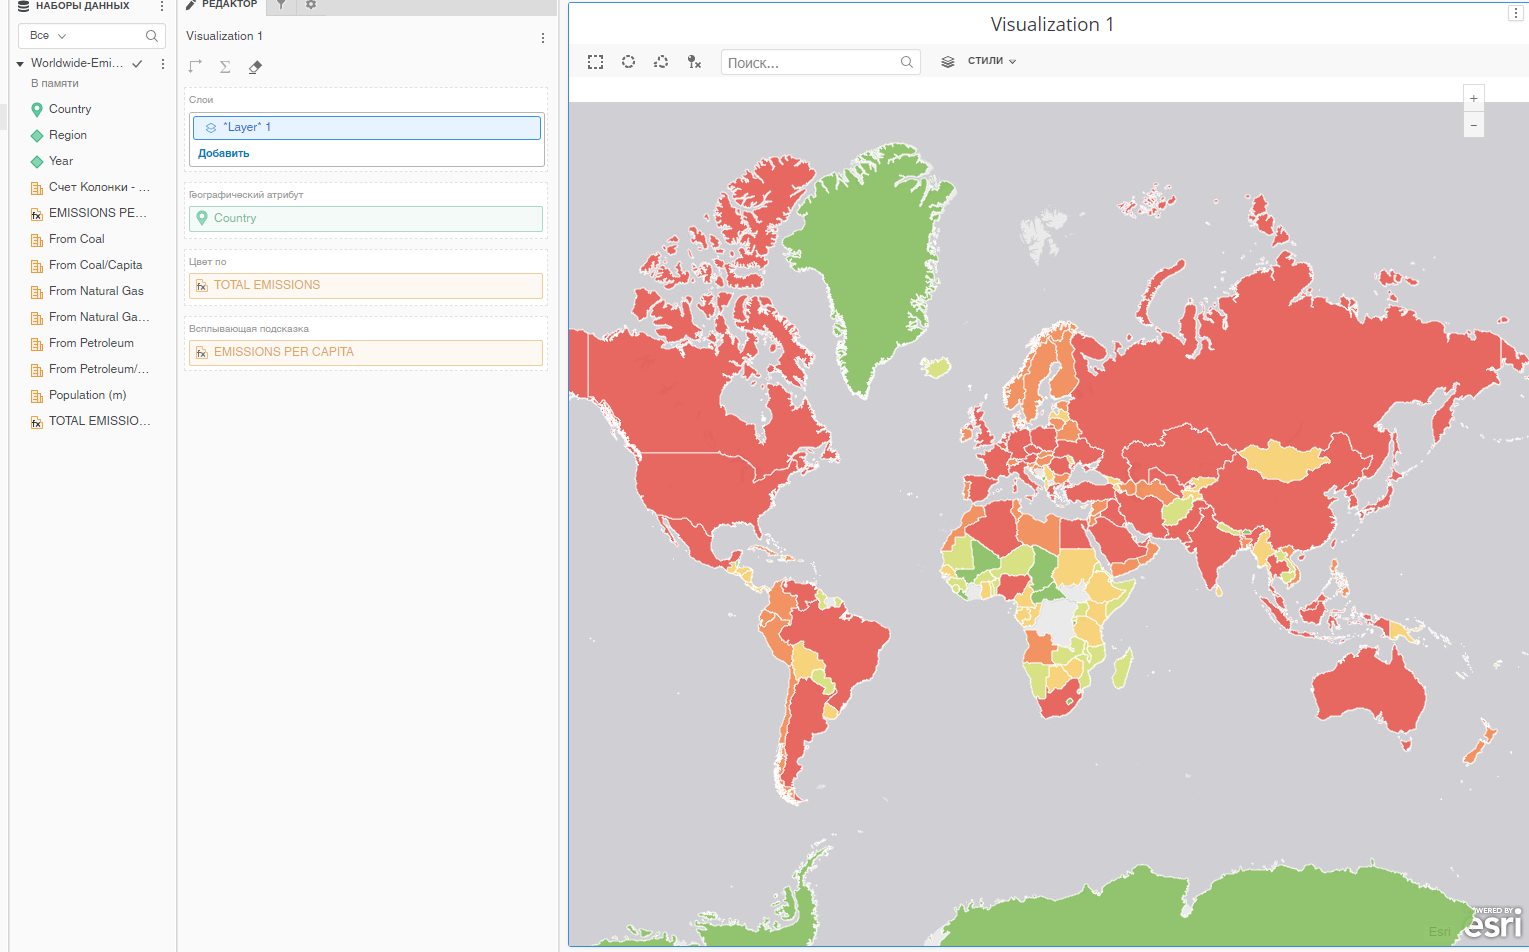 НАБОРЫ ДАННЫХ
Все
Worldwide-Emi...
В памяти
Country
Region
Year
Счет Колонки - ...
EMISSIONS PE...
From Coal
From Coal/Capita
From Natural Gas
From Natural Ga...
From Petroleum
From Petroleum/...
Population (m)
TOTAL EMISSIO...
РЕДАКТОР
Visualization 1
Слои
*Layer* 1
Добавить
Географический атрибут
Country
Цвет по
TOTAL EMISSIONS
Всплывающая подсказка
EMISSIONS PER CAPITA
Visualization 1
Поиск...
СТИЛИ
+
−
Esri
WERED BY
esri